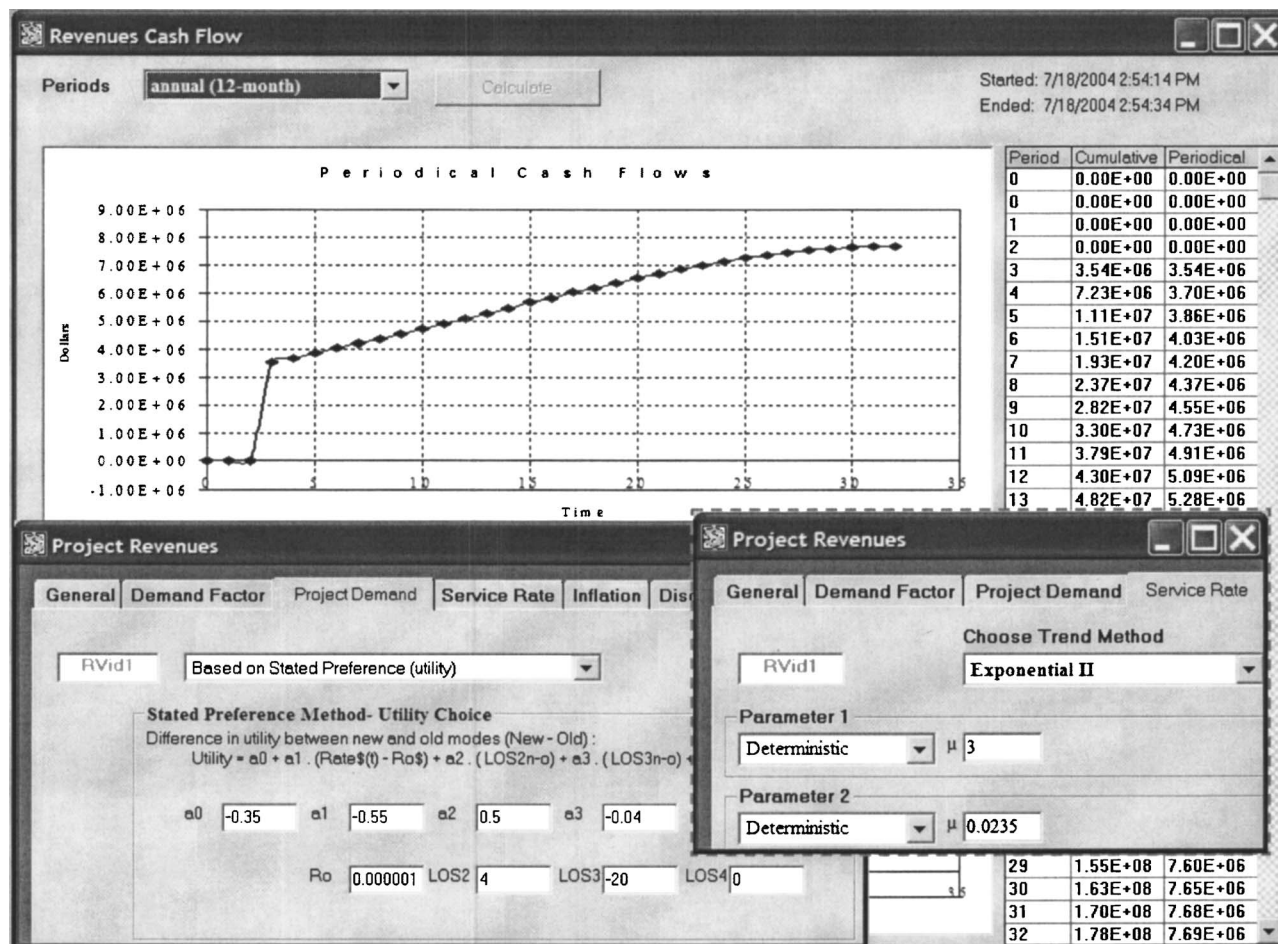 Revenues Cash Flow
Periods annual (12-month) Calculate
Started: 7/18/2004 2:54:14 PM
Ended: 7/18/2004 2:54:34 PM
Periodical Cash Flows
9.00E+06
8.00E+06
7.00E+06
6.00E+06
5.00E+06
4.00E+06
3.00E+06
2.00E+06
1.00E+06
0.00E+00
-1.00E+06
Dollars
0 5 10 15 20 25 30 35
Time
Period Cumulative Periodical
0 0.00E+00 0.00E+00
0 0.00E+00 0.00E+00
1 0.00E+00 0.00E+00
2 0.00E+00 0.00E+00
3 3.54E+06 3.54E+06
4 7.23E+06 3.70E+06
5 1.11E+07 3.86E+06
6 1.51E+07 4.03E+06
7 1.93E+07 4.20E+06
8 2.37E+07 4.37E+06
9 2.82E+07 4.55E+06
10 3.30E+07 4.73E+06
11 3.79E+07 4.91E+06
12 4.30E+07 5.09E+06
13 4.82E+07 5.28E+06
Project Revenues
General Demand Factor Project Demand Service Rate Inflation Disc
RVid1 Based on Stated Preference (utility)
Stated Preference Method- Utility Choice
Difference in utility between new and old modes (New - Old) :
Utility = a0 + a1 . (Rate$(t) - Ro$) + a2 . ( LOS2n-o) + a3 . ( LOS3n-o) +
a0 -0.35 a1 -0.55 a2 0.5 a3 -0.04
Ro 0.000001 LOS2 4 LOS3 -20 LOS4 0
Project Revenues
General Demand Factor Project Demand Service Rate
Choose Trend Method
RVid1 Exponential II
Parameter 1
Deterministic µ 3
Parameter 2
Deterministic µ 0.0235
35
29 1.55E+08 7.60E+06
30 1.63E+08 7.65E+06
31 1.70E+08 7.68E+06
32 1.78E+08 7.69E+06